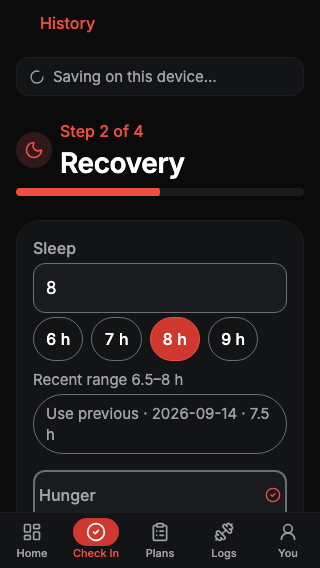 History
Saving on this device...
Step 2 of 4
Recovery
Sleep
8
6 h
7 h
8 h
9 h
Recent range 6.5–8 h
Use previous · 2026-09-14 · 7.5
h
Hunger
Home
Check In
Plans
Logs
You